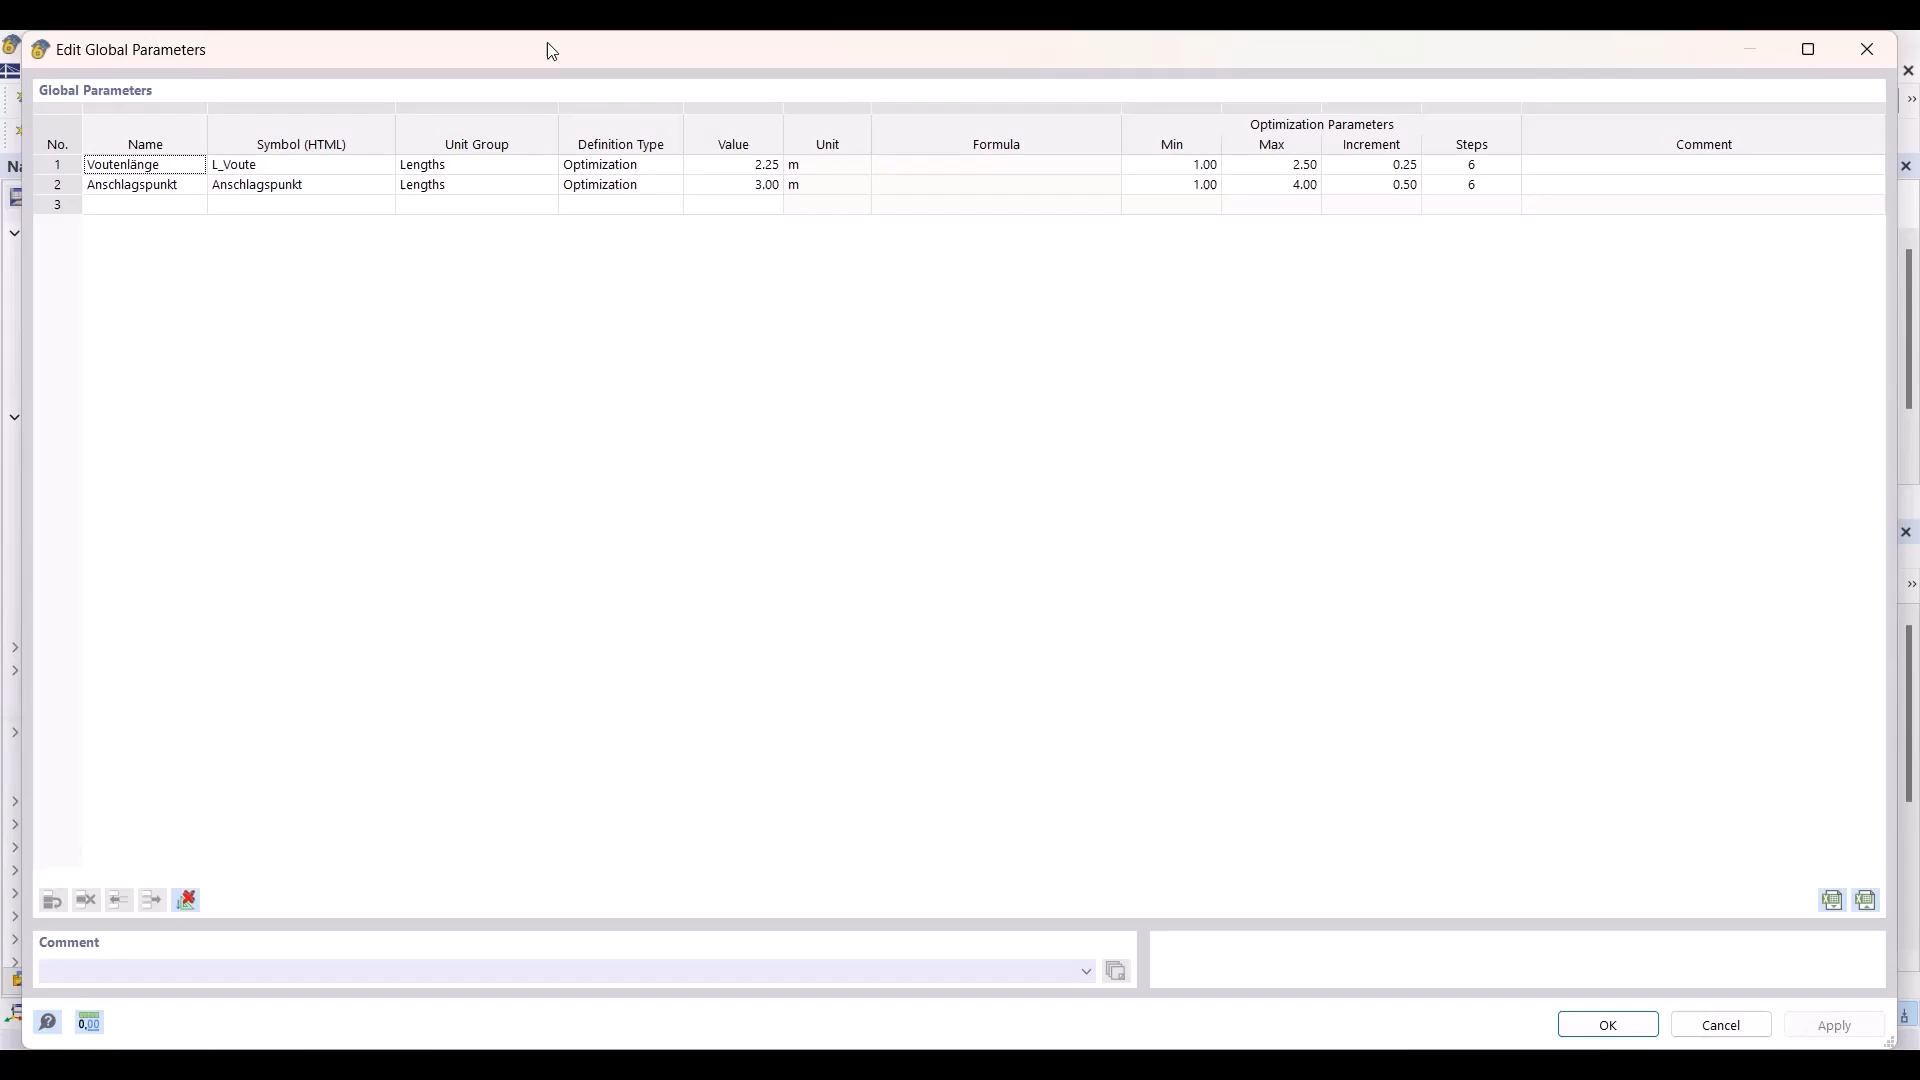 Edit Global Parameters
Global Parameters
Optimization Parameters
No. Name Symbol (HTML) Unit Group Definition Type Value Unit Formula Min Max Increment Steps Comment
1 Voutenlänge L_Voute Lengths Optimization 2.25 m 1.00 2.50 0.25 6
2 Anschlagspunkt Anschlagspunkt Lengths Optimization 3.00 m 1.00 4.00 0.50 6
3
Comment
0,00
OK Cancel Apply